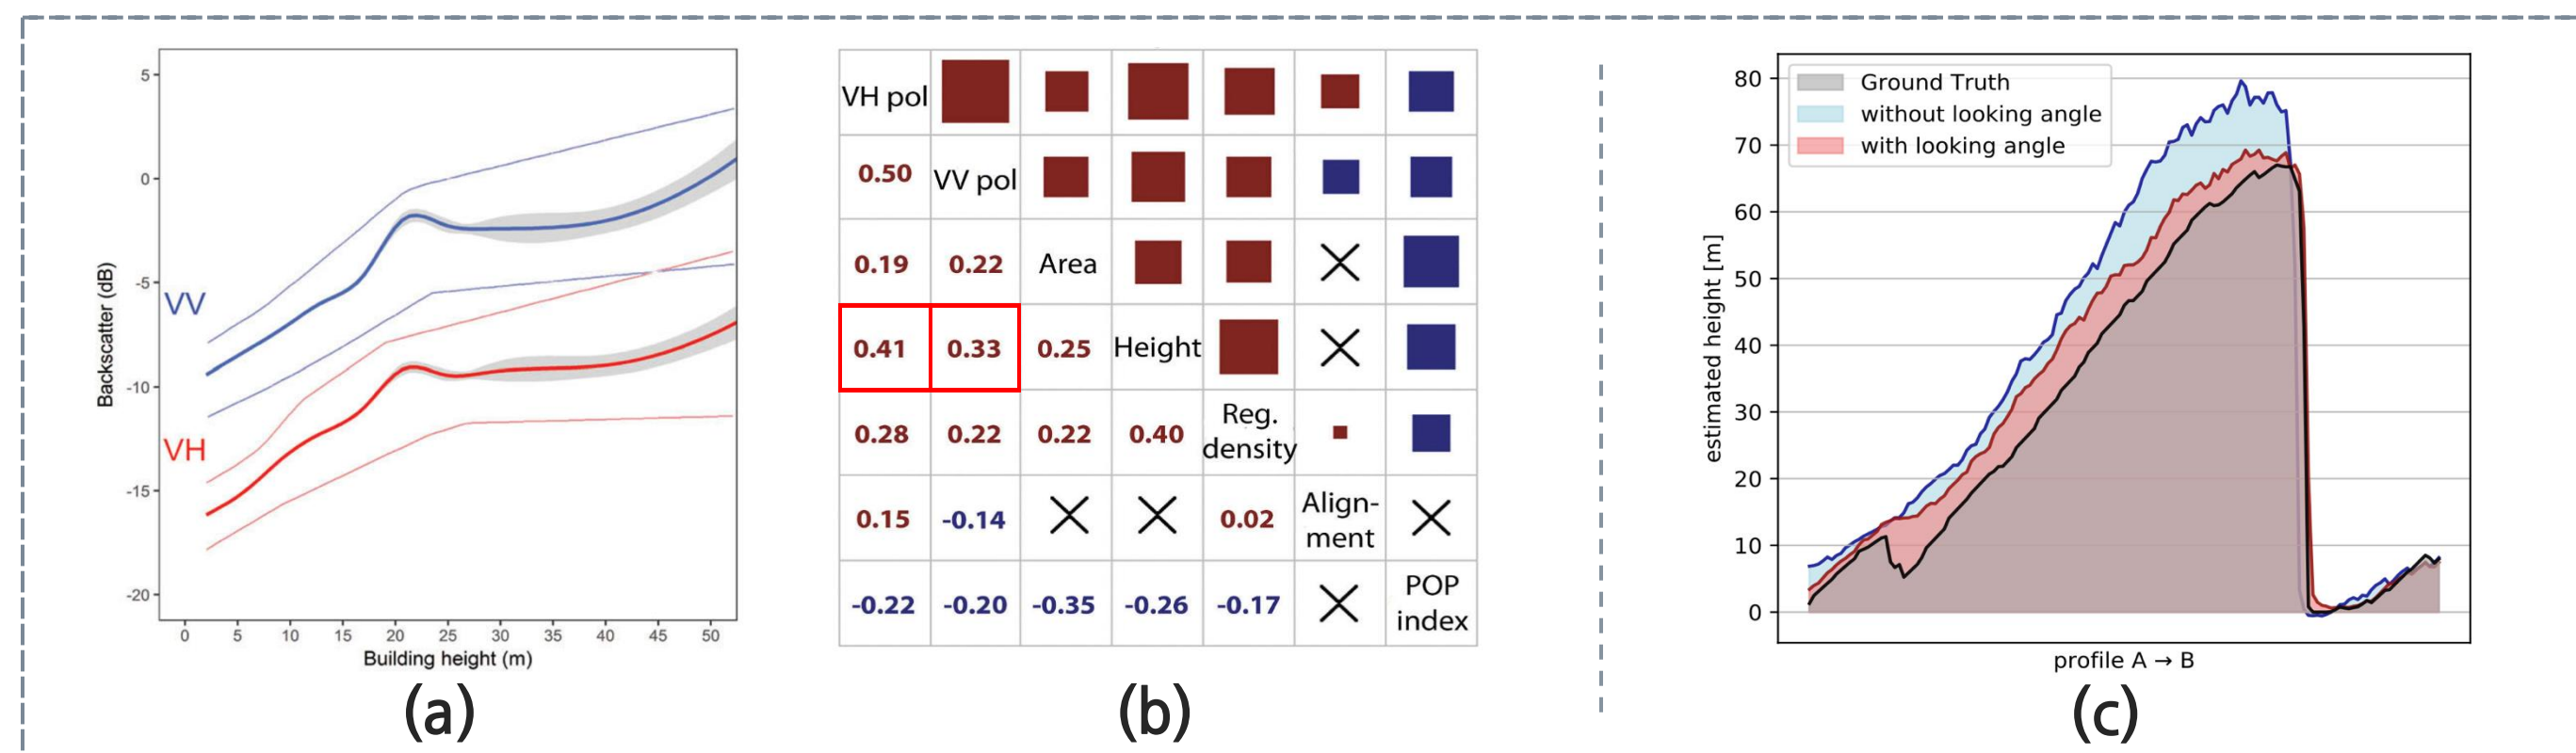 5
0
-5
-10
-15
-20
Backscatter (dB)
VV
VH
0 5 10 15 20 25 30 35 40 45 50
Building height (m)
(a)
VH pol
0.50 VV pol
0.19 0.22 Area
0.41 0.33 0.25 Height
0.28 0.22 0.22 0.40 Reg.
density
0.15 -0.14 0.02 Align-
ment
-0.22 -0.20 -0.35 -0.26 -0.17 POP
index
(b)
Ground Truth
without looking angle
with looking angle
80
70
60
50
40
30
20
10
0
estimated height [m]
profile A → B
(c)